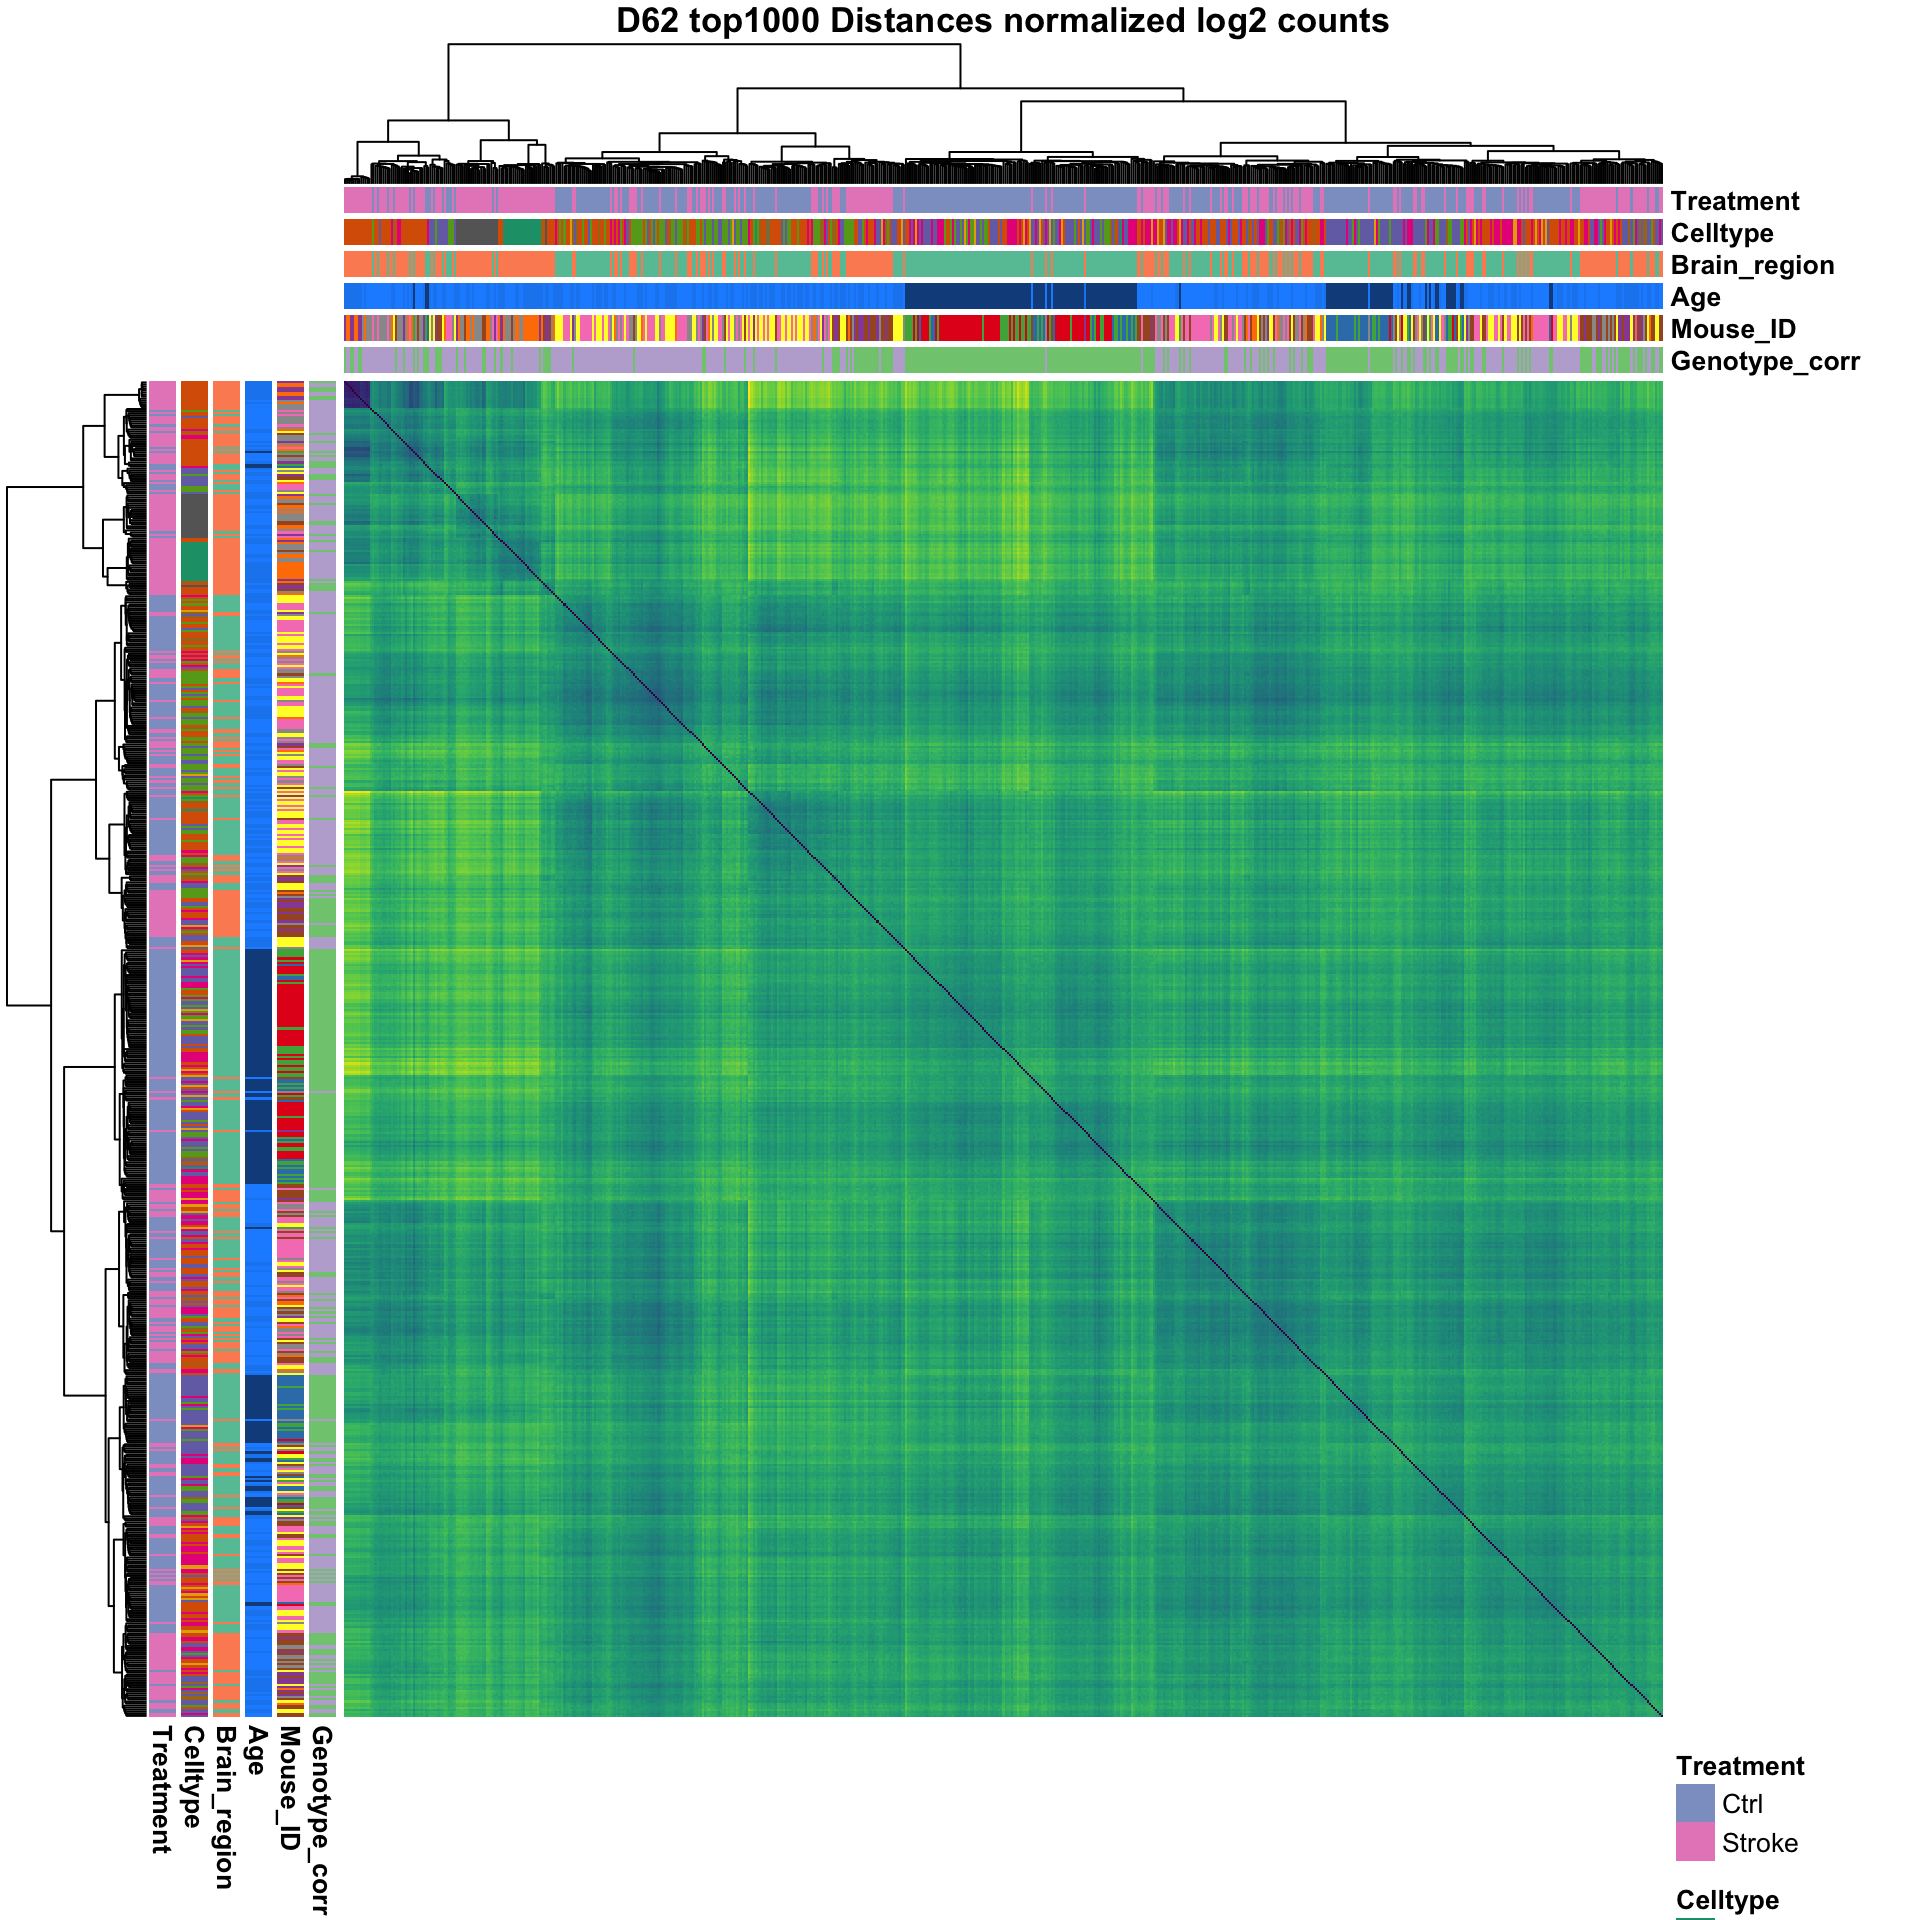 D62 top1000 Distances normalized log2 counts
Treatment
Celltype
Brain_region
Age
Mouse_ID
Genotype_corr
Treatment
Celltype
Brain_region
Age
Mouse_ID
Genotype_corr
Treatment
Ctrl
Stroke
Celltype